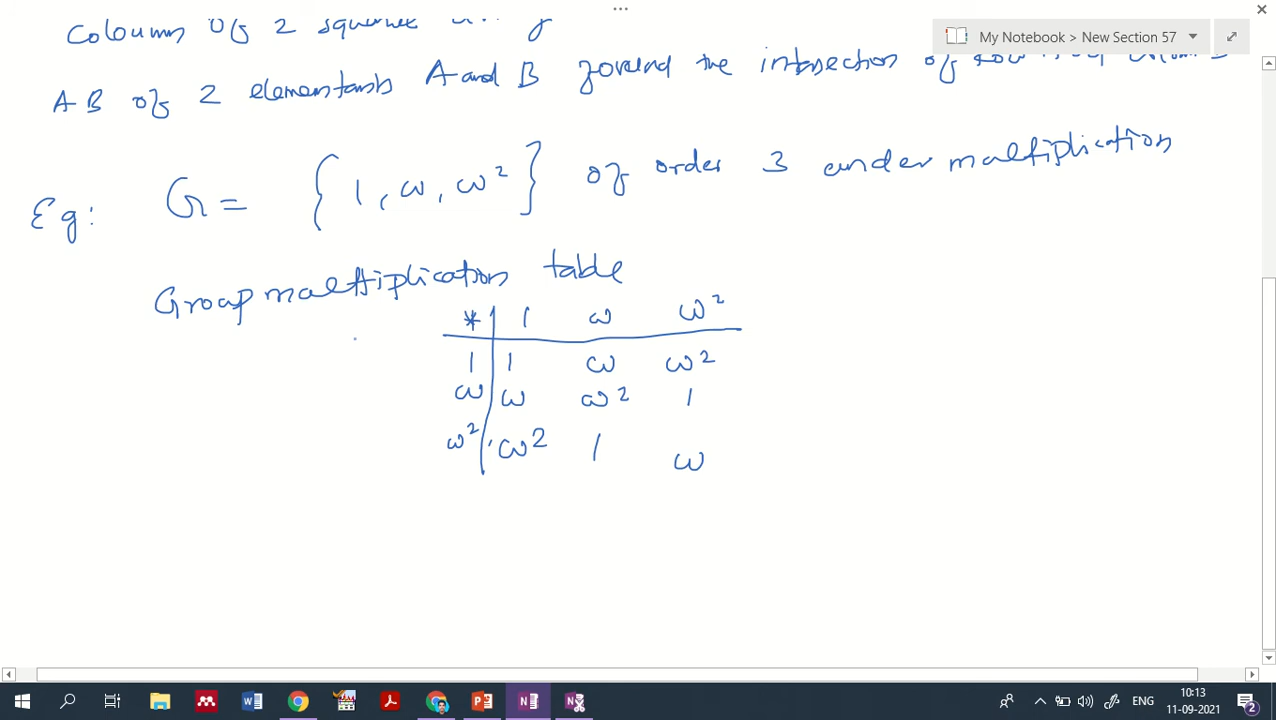 My Notebook > New Section 57
Coloumn of 2 square
A B of 2 elementants A and B found the intersection of
Eg: G = { 1, ω, ω² } of order 3 under multiplication
Group multiplication table
* | 1 ω ω²
1 | 1 ω ω²
ω | ω ω² 1
ω² | ω² 1 ω
ENG
10:13
11-09-2021
2